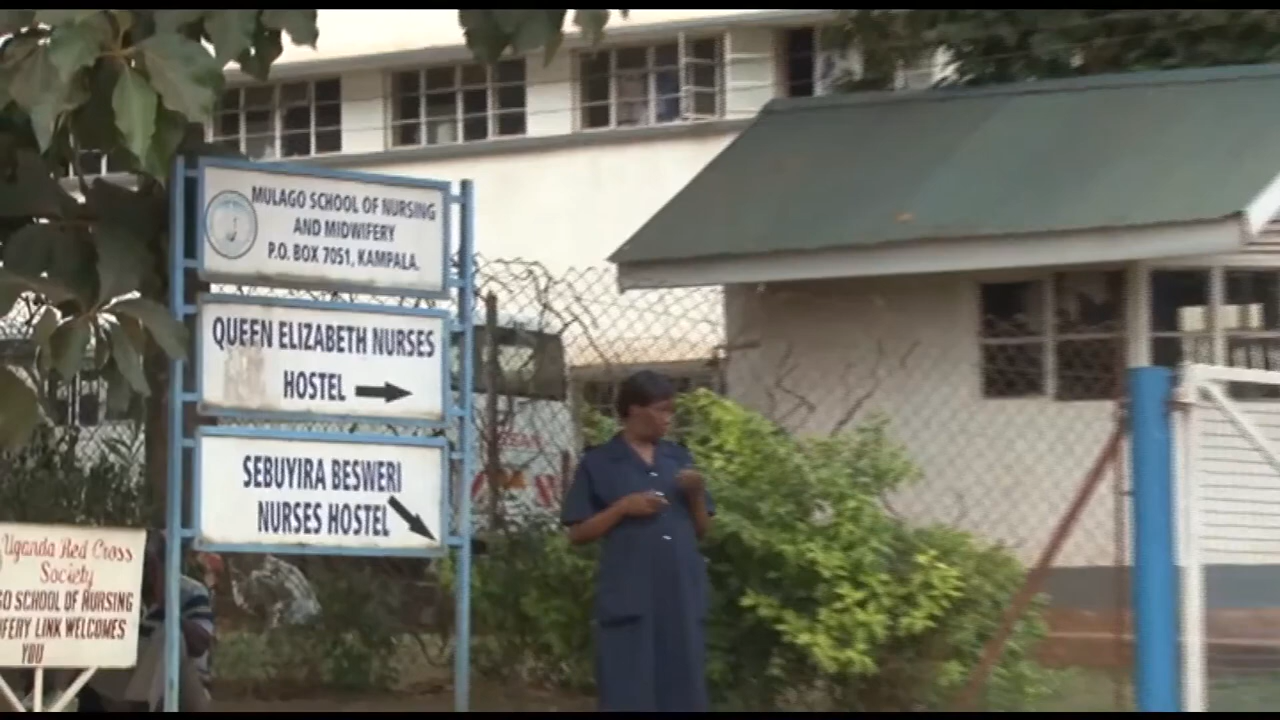 MULAGO SCHOOL OF NURSING
AND MIDWIFERY
P.O. BOX 7051, KAMPALA.
QUEEN ELIZABETH NURSES
HOSTEL
SEBUYIRA BESWERI
NURSES HOSTEL
Uganda Red Cross
Society
GO SCHOOL OF NURSING
IFERY LINK WELCOMES
YOU